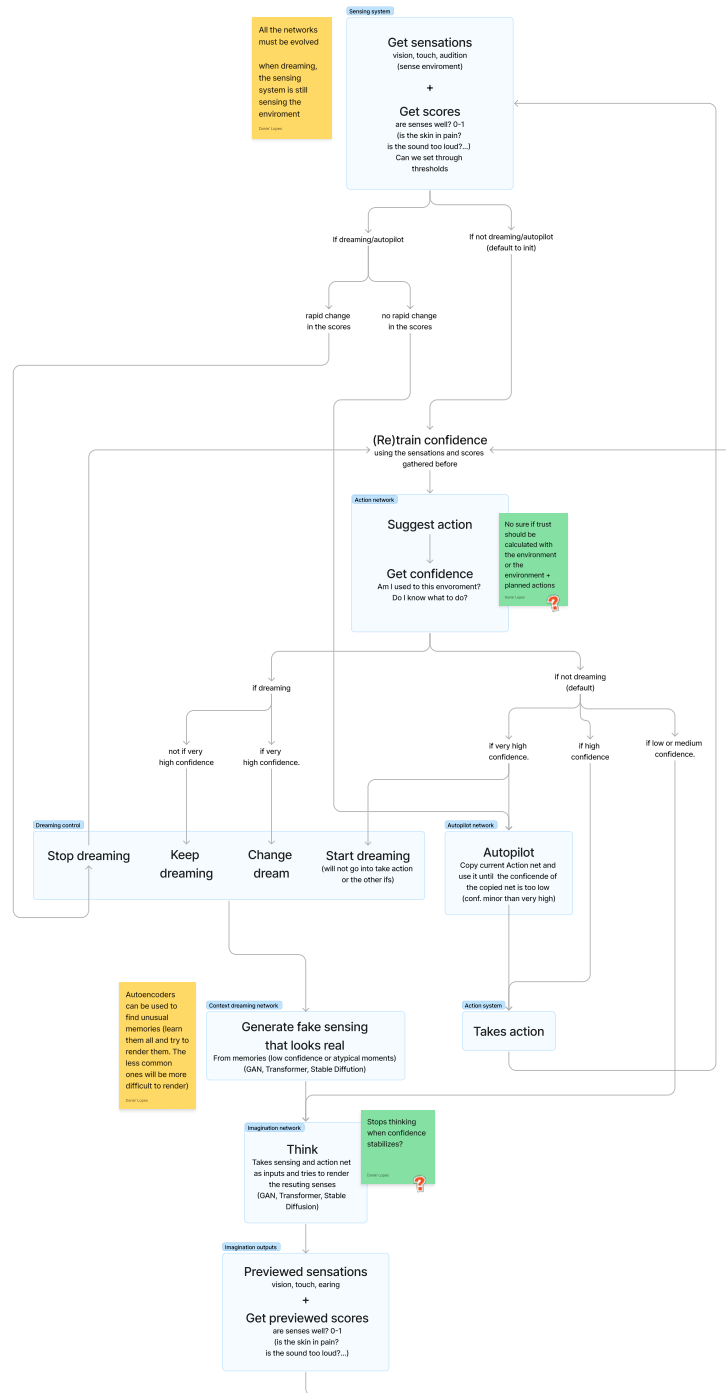 Sensing system
All the networks
must be evolved
when dreaming,
the sensing
system is still
sensing the
enviroment
Daniel Lopes
Get sensations
vision, touch, audition
(sense enviroment)
+
Get scores
are senses well? 0-1
(is the skin in pain?
is the sound too loud?...)
Can we set through
thresholds
If dreaming/autopilot
If not dreaming/autopilot
(default to init)
rapid change
in the scores
no rapid change
in the scores
(Re)train confidence
using the sensations and scores
gathered before
Action network
Suggest action
Get confidence
Am I used to this envoroment?
Do I know what to do?
No sure if trust
should be
calculated with
the environment
or the
environment +
planned actions
Daniel Lopes
?
if dreaming
if not dreaming
(default)
not if very
high confidence
if very
high confidence.
if very high
confidence.
if high
confidence
if low or medium
confidence.
Dreaming control
Stop dreaming
Keep
dreaming
Change
dream
Start dreaming
(will not go into take action
or the other ifs)
Autopilot network
Autopilot
Copy current Action net and
use it until the conficende of
the copied net is too low
(conf. minor than very high)
Autoencoders
can be used to
find unusual
memories (learn
them all and try to
render them. The
less common
ones will be more
difficult to render)
Daniel Lopes
Context dreaming network
Generate fake sensing
that looks real
From memories (low confidence or atypical moments)
(GAN, Transformer, Stable Diffution)
Action system
Takes action
Imagination network
Think
Takes sensing and action net
as inputs and tries to render
the resuting senses
(GAN, Transformer, Stable
Diffusion)
Stops thinking
when confidence
stabilizes?
Daniel Lopes
?
Imagination outputs
Previewed sensations
vision, touch, earing
+
Get previewed scores
are senses well? 0-1
(is the skin in pain?
is the sound too loud?...)